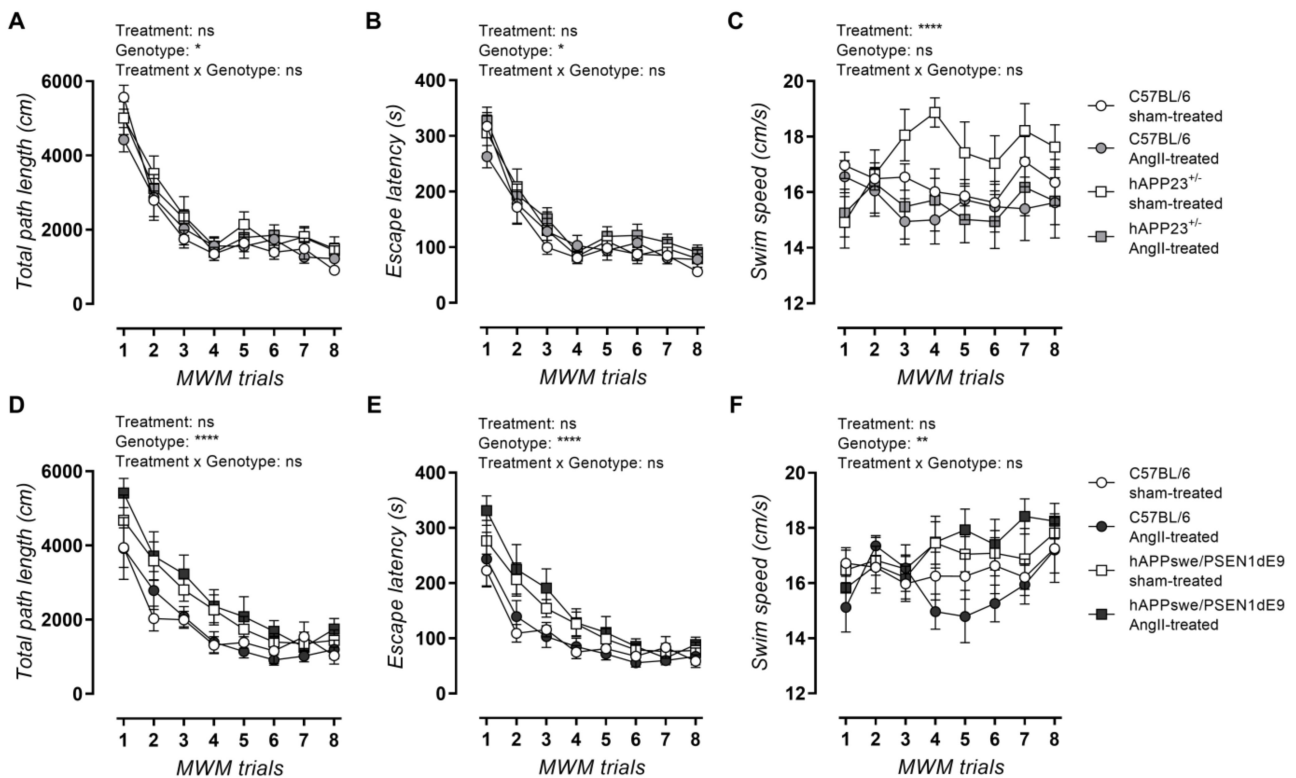 A
Treatment: ns
Genotype: *
Treatment x Genotype: ns
6000
4000
2000
0
Total path length (cm)
1 2 3 4 5 6 7 8
MWM trials
B
Treatment: ns
Genotype: *
Treatment x Genotype: ns
400
300
200
100
0
Escape latency (s)
1 2 3 4 5 6 7 8
MWM trials
C
Treatment: ****
Genotype: ns
Treatment x Genotype: ns
20
18
16
14
12
Swim speed (cm/s)
1 2 3 4 5 6 7 8
MWM trials
C57BL/6
sham-treated
C57BL/6
AngII-treated
hAPP23+/-
sham-treated
hAPP23+/-
AngII-treated
D
Treatment: ns
Genotype: ****
Treatment x Genotype: ns
6000
4000
2000
0
Total path length (cm)
1 2 3 4 5 6 7 8
MWM trials
E
Treatment: ns
Genotype: ****
Treatment x Genotype: ns
400
300
200
100
0
Escape latency (s)
1 2 3 4 5 6 7 8
MWM trials
F
Treatment: ns
Genotype: **
Treatment x Genotype: ns
20
18
16
14
12
Swim speed (cm/s)
1 2 3 4 5 6 7 8
MWM trials
C57BL/6
sham-treated
C57BL/6
AngII-treated
hAPPswe/PSEN1dE9
sham-treated
hAPPswe/PSEN1dE9
AngII-treated